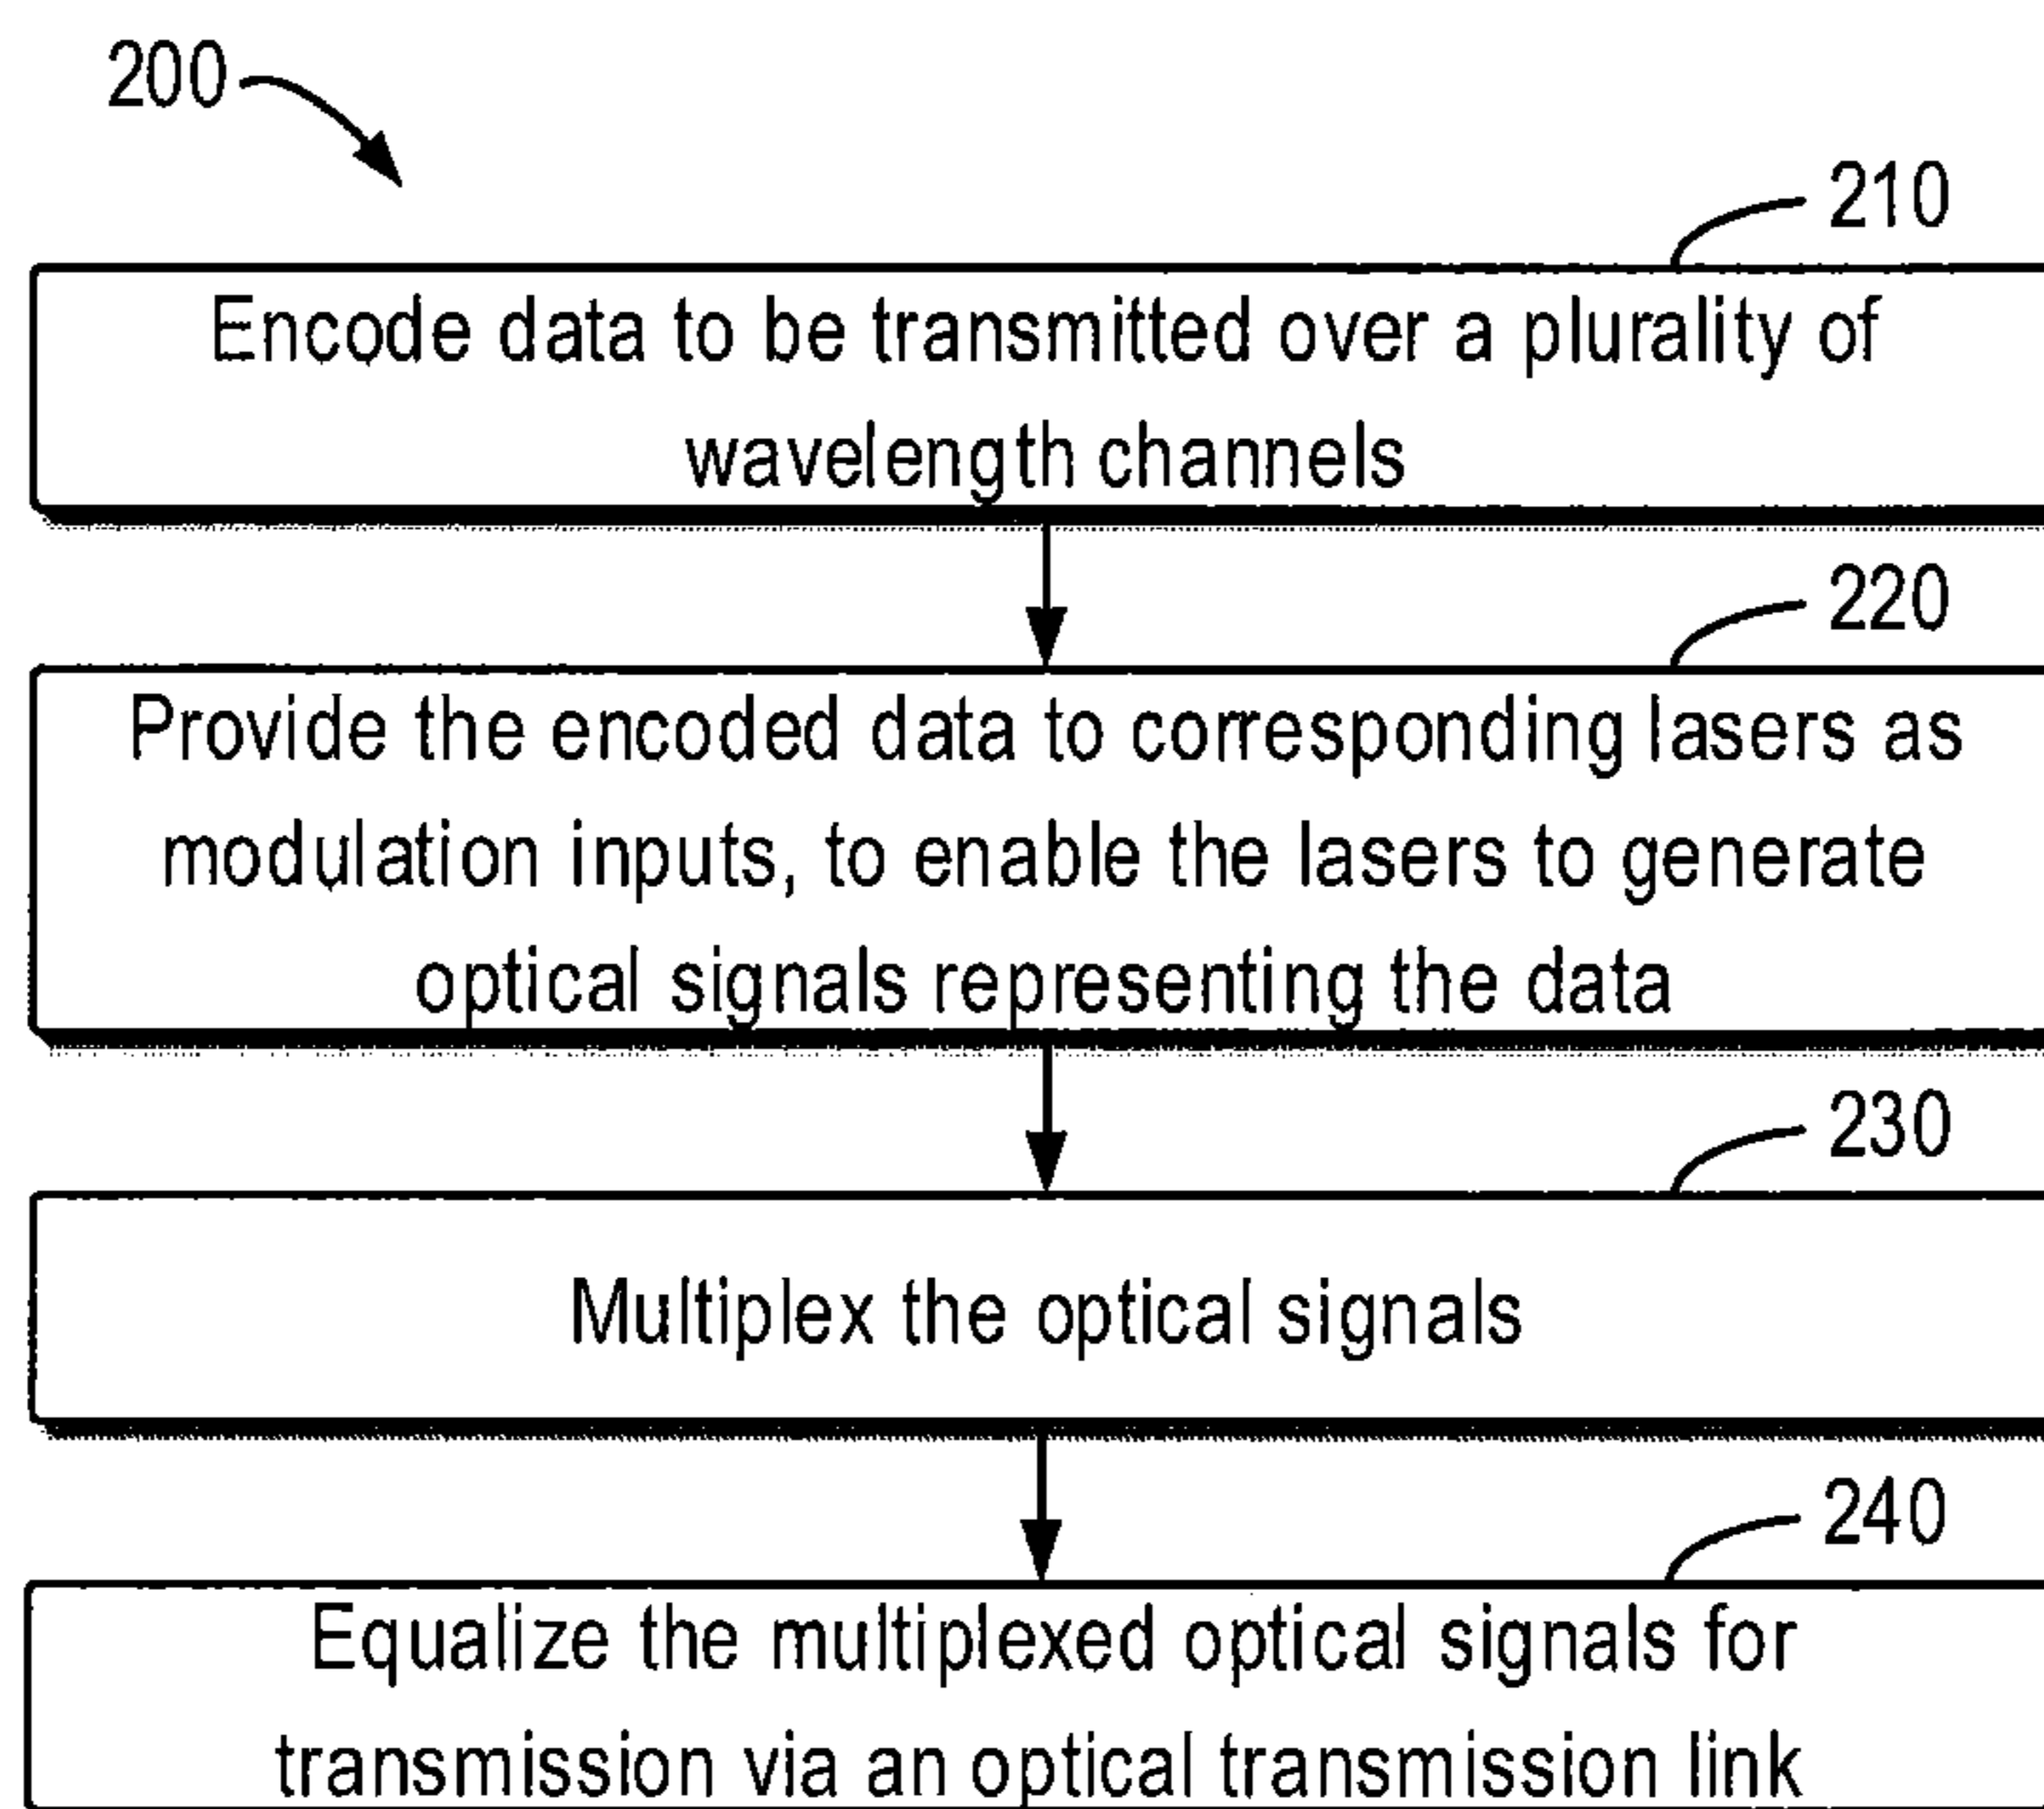 200
210
Encode data to be transmitted over a plurality of
wavelength channels
220
Provide the encoded data to corresponding lasers as
modulation inputs, to enable the lasers to generate
optical signals representing the data
230
Multiplex the optical signals
240
Equalize the multiplexed optical signals for
transmission via an optical transmission link